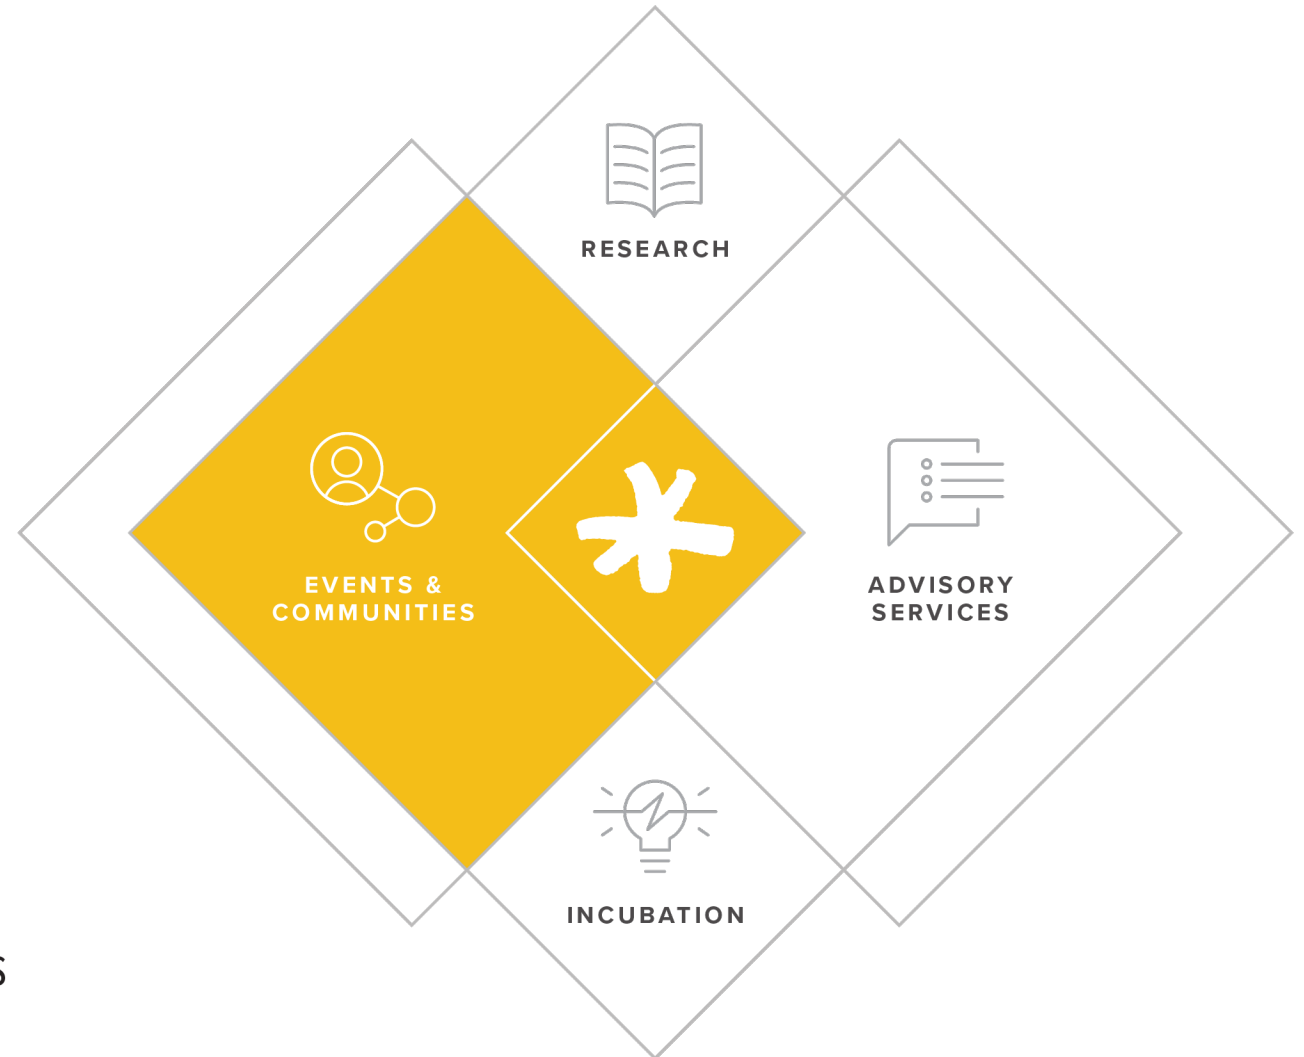 RESEARCH
EVENTS &
COMMUNITIES
ADVISORY
SERVICES
INCUBATION
s